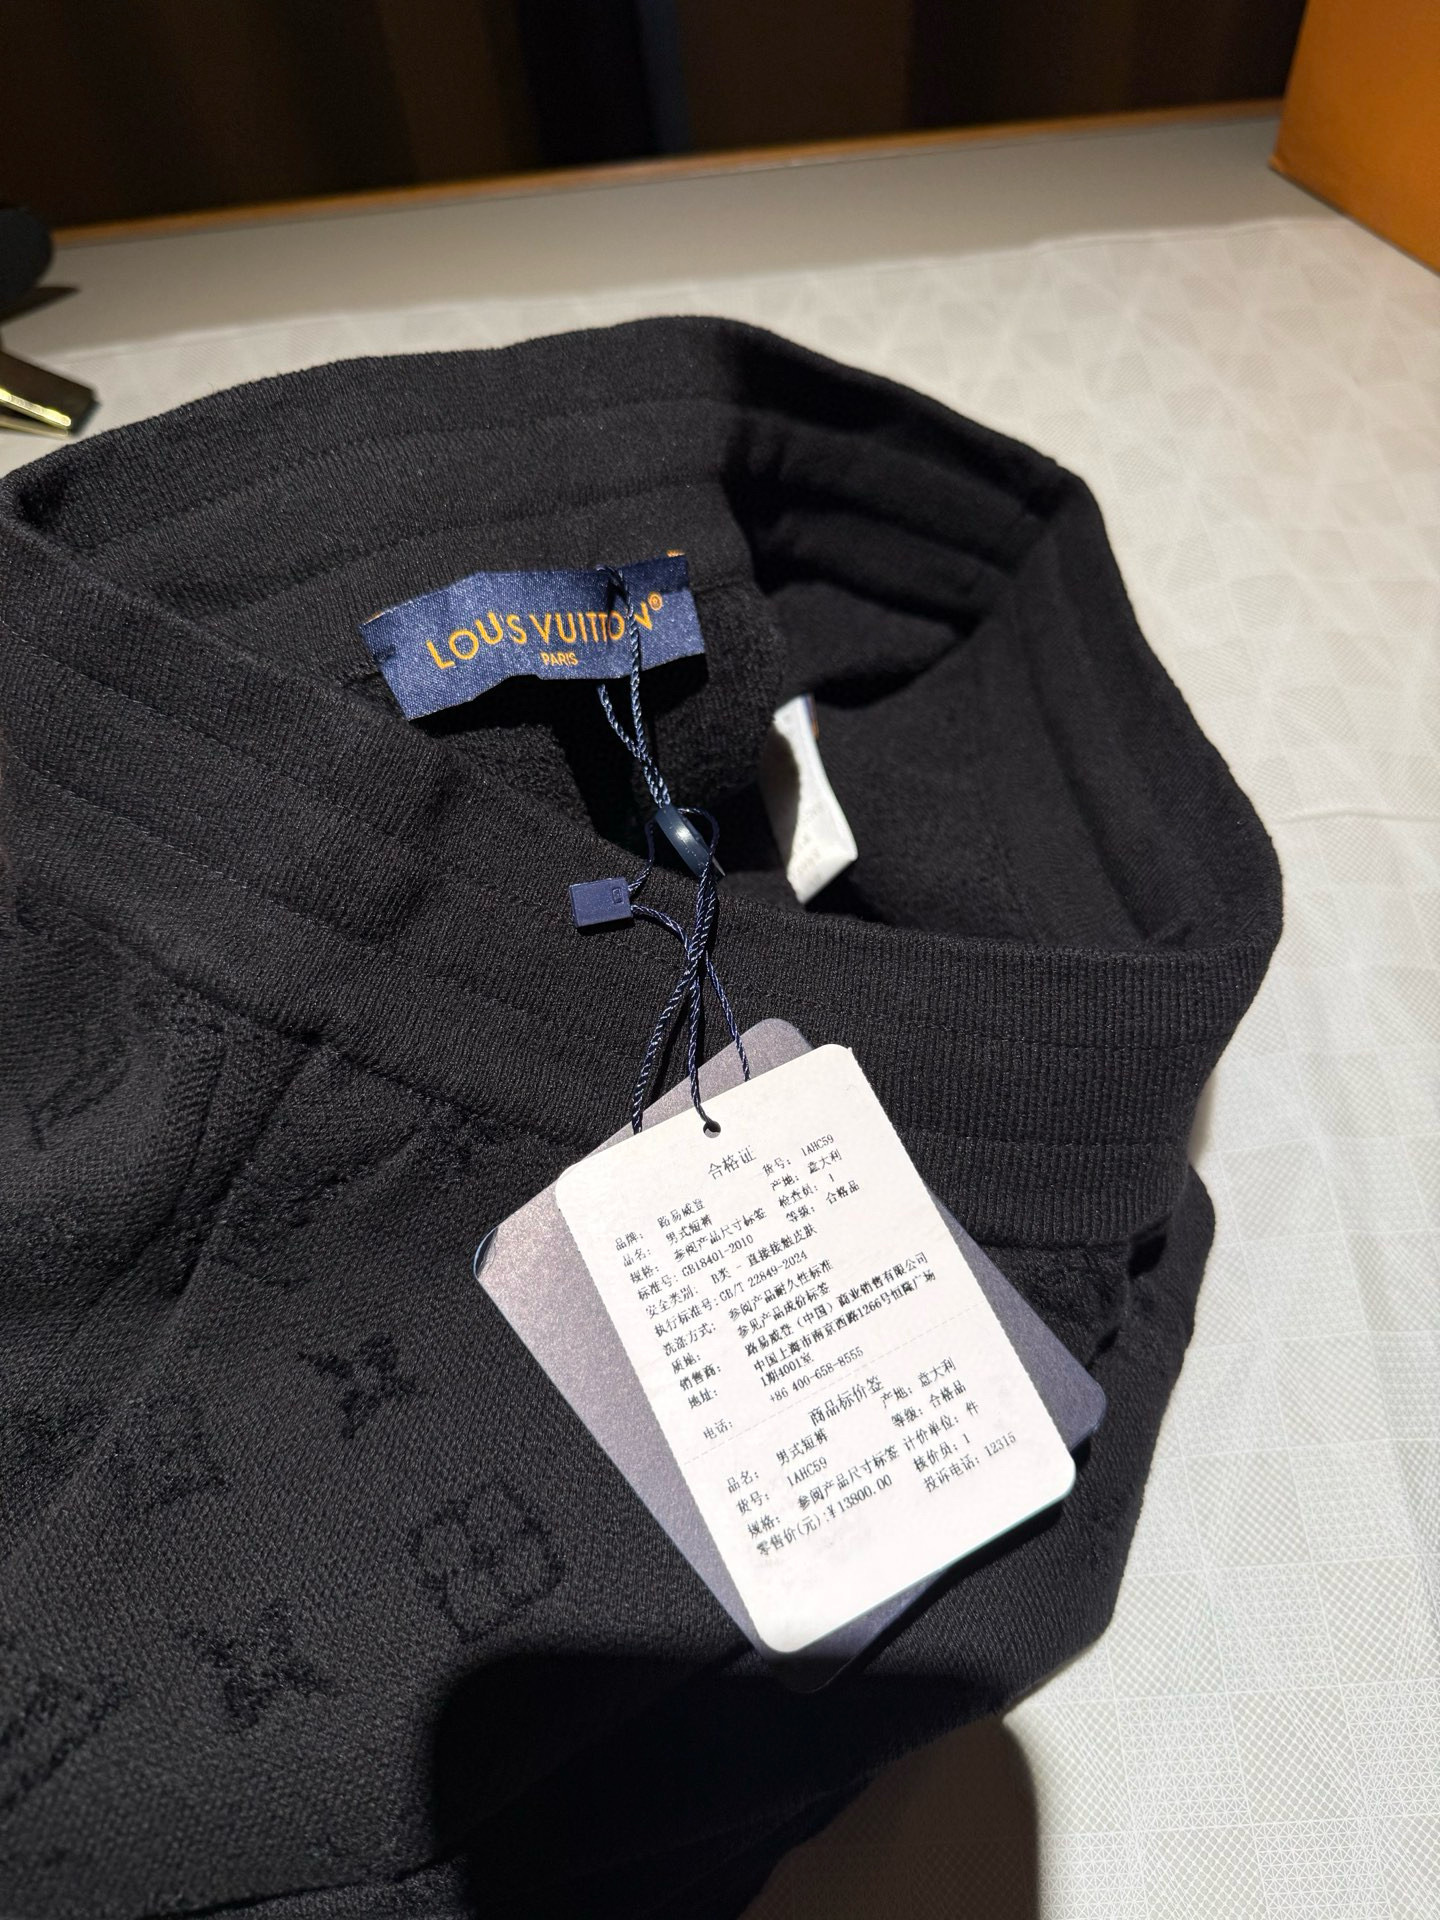 LOUIS VUITTON®
PARIS
合格证
品牌： 路易威登 货号： 1AHC59
品名： 男式短裤 产地： 意大利
规格： 参阅产品尺寸标签 检查员： 1
标准号：GB18401-2010 等级： 合格品
安全类别： B类 - 直接接触皮肤
执行标准号：GB/T 22849-2024
洗涤方式： 参阅产品耐久性标签
质地： 参见产品成份标签
销售商： 路易威登（中国）商业销售有限公司
地址： 中国上海市南京西路1266号恒隆广场
1期4001室
电话： +86 400-658-8555
商品标价签
品名： 男式短裤 产地： 意大利
货号： 1AHC59 等级： 合格品
规格： 参阅产品尺寸标签 计价单位： 件
零售价(元)：¥13800.00 核价员：1
投诉电话：12315